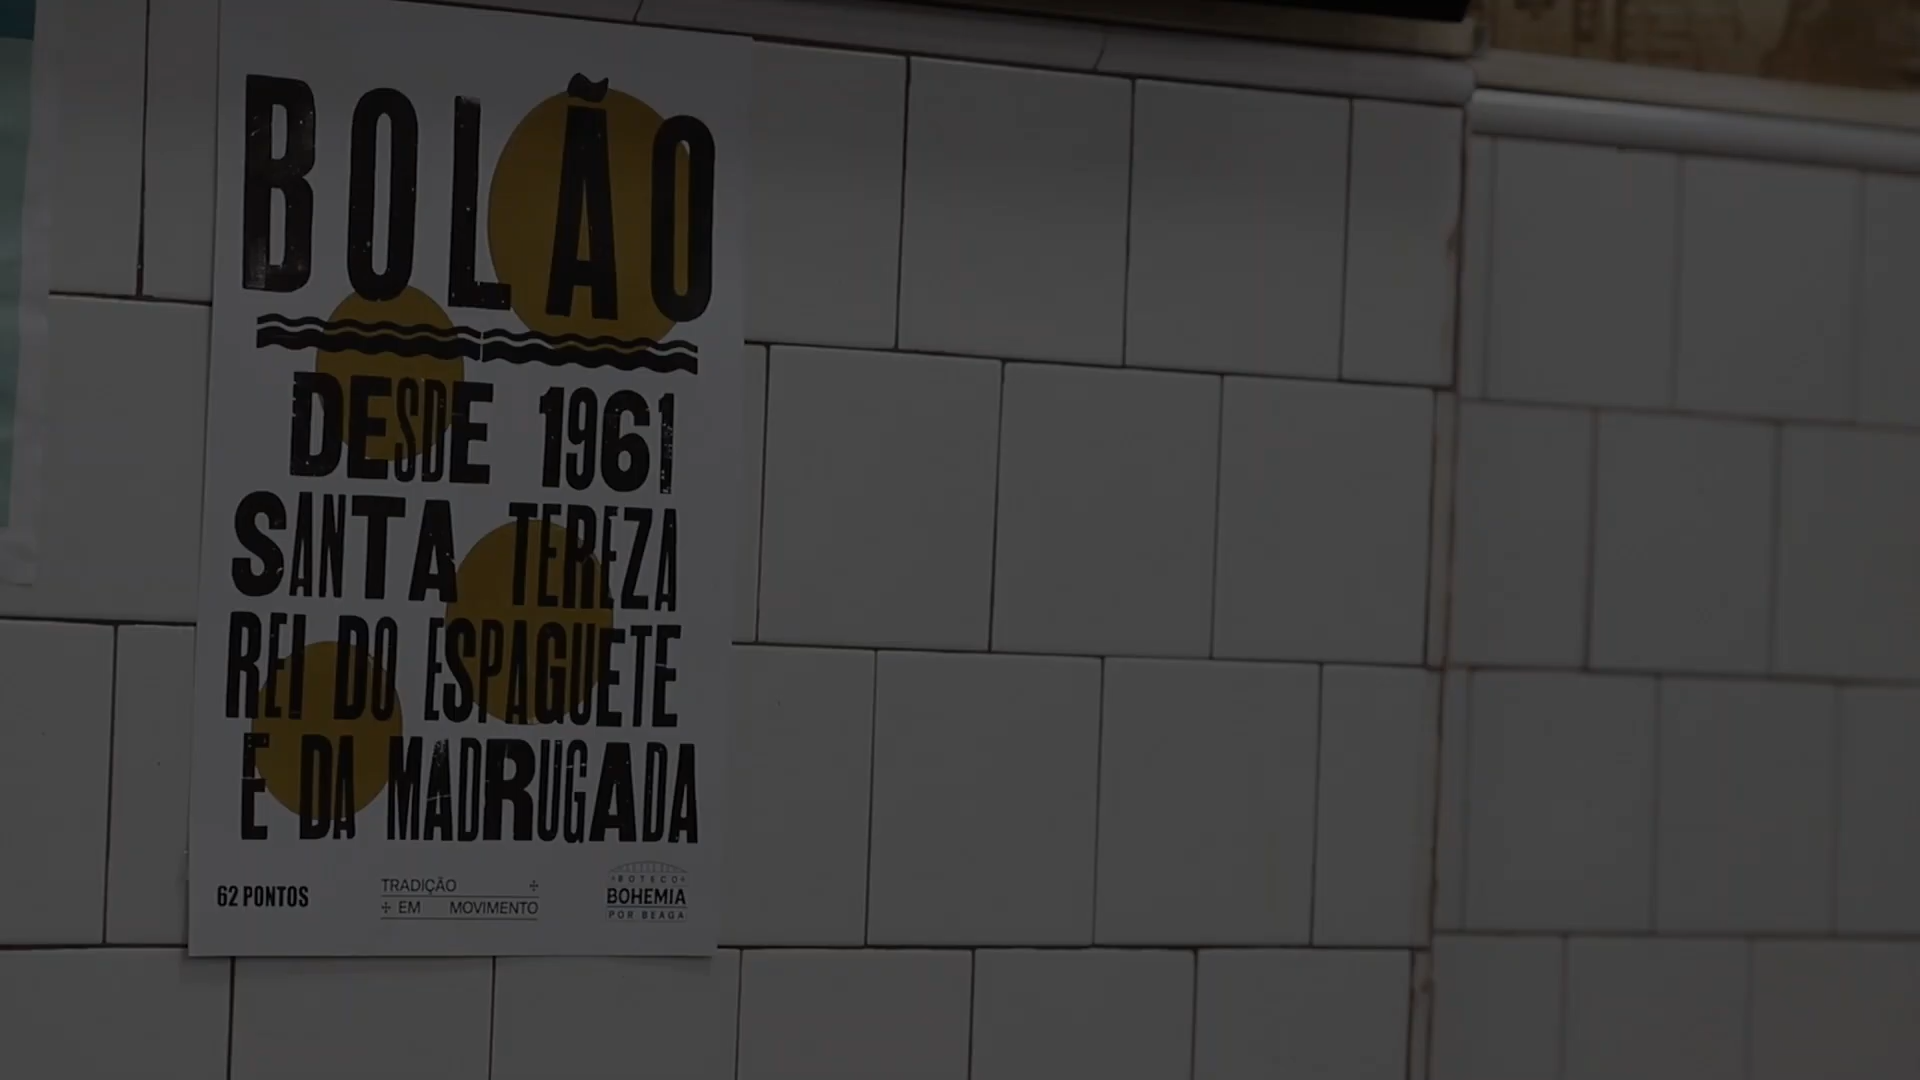 BOLÃO
DESDE 1961
SANTA TEREZA
REI DO ESPAGUETE
E DA MADRUGADA
62 PONTOS
TRADIÇÃO
EM MOVIMENTO
BOTECO
BOHEMIA
POR BEAGA